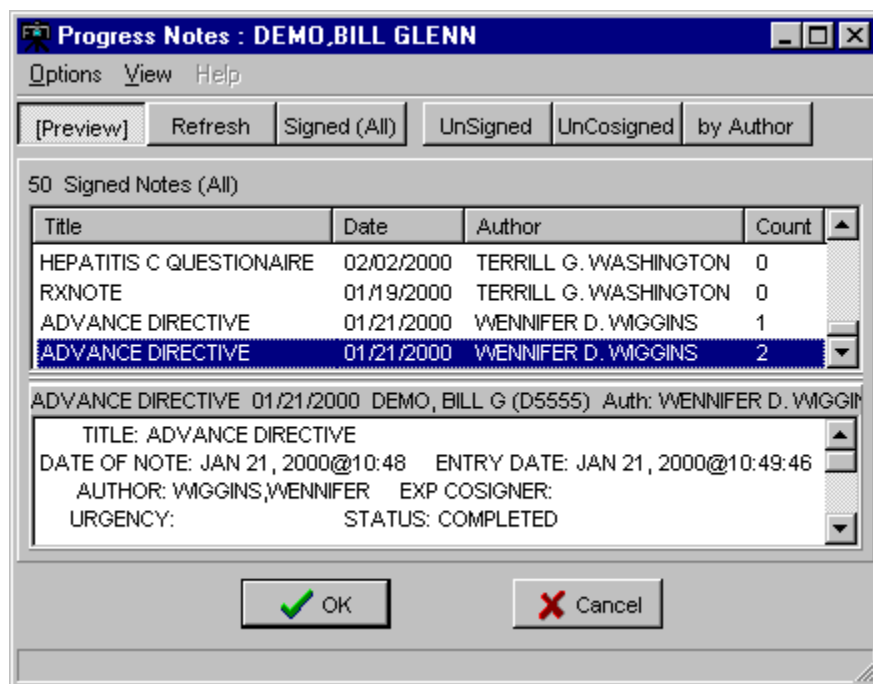 Progress Notes : DEMO,BILL GLENN
Options View Help
[Preview] Refresh Signed (All) UnSigned UnCosigned by Author
50 Signed Notes (All)
Title Date Author Count
HEPATITIS C QUESTIONAIRE 02/02/2000 TERRILL G. WASHINGTON 0
RXNOTE 01/19/2000 TERRILL G. WASHINGTON 0
ADVANCE DIRECTIVE 01/21/2000 WENNIFER D. WIGGINS 1
ADVANCE DIRECTIVE 01/21/2000 WENNIFER D. WIGGINS 2
ADVANCE DIRECTIVE 01/21/2000 DEMO, BILL G (D5555) Auth: WENNIFER D. WIGGIN
TITLE: ADVANCE DIRECTIVE
DATE OF NOTE: JAN 21, 2000@10:48 ENTRY DATE: JAN 21, 2000@10:49:46
AUTHOR: WIGGINS,WENNIFER EXP COSIGNER:
URGENCY: STATUS: COMPLETED
OK Cancel